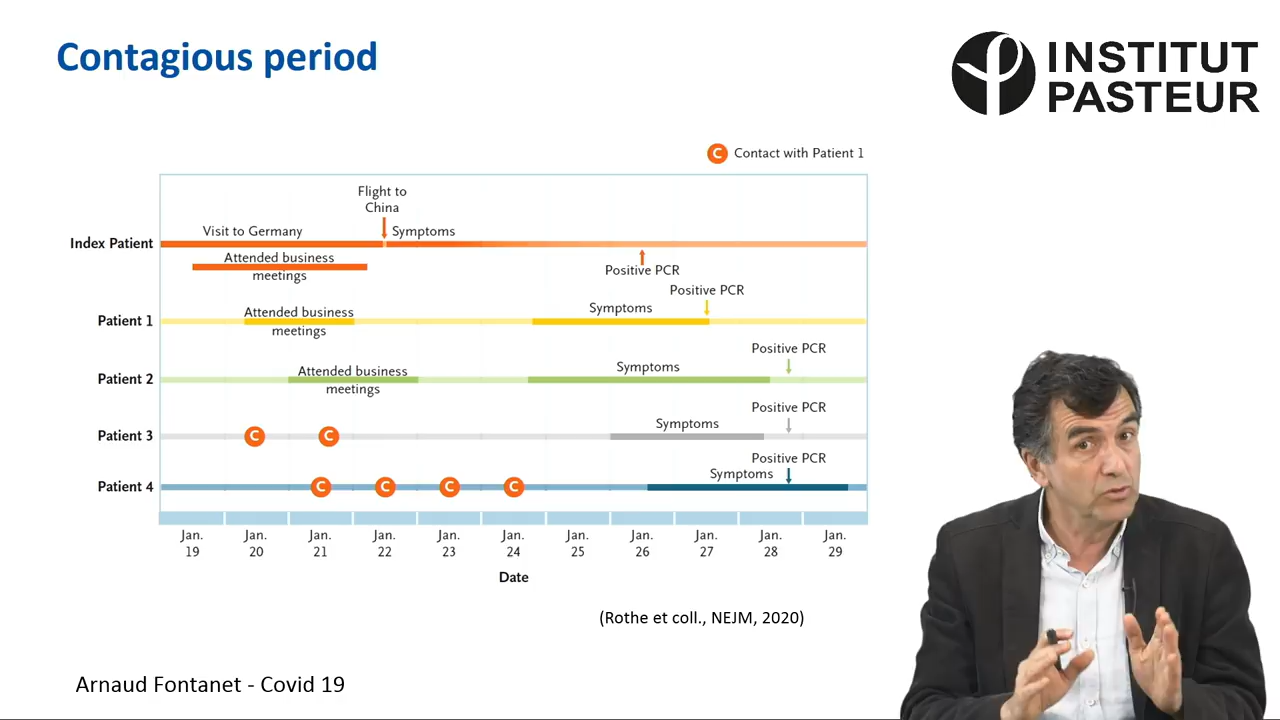 Contagious period
INSTITUT
PASTEUR
C Contact with Patient 1
Flight to
China
Index Patient
Visit to Germany
Symptoms
Attended business
meetings
Positive PCR
Positive PCR
Patient 1
Attended business
meetings
Symptoms
Positive PCR
Patient 2
Attended business
meetings
Symptoms
Positive PCR
Patient 3
C C
Symptoms
Positive PCR
Patient 4
C C C C
Symptoms
Jan. Jan. Jan. Jan. Jan. Jan. Jan. Jan. Jan. Jan. Jan.
19 20 21 22 23 24 25 26 27 28 29
Date
(Rothe et coll., NEJM, 2020)
Arnaud Fontanet - Covid 19